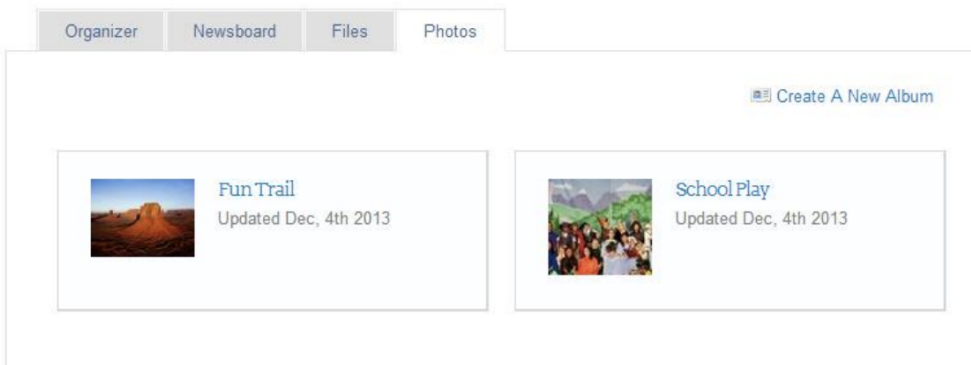 Organizer Newsboard Files Photos
Create A New Album
Fun Trail
Updated Dec, 4th 2013
School Play
Updated Dec, 4th 2013